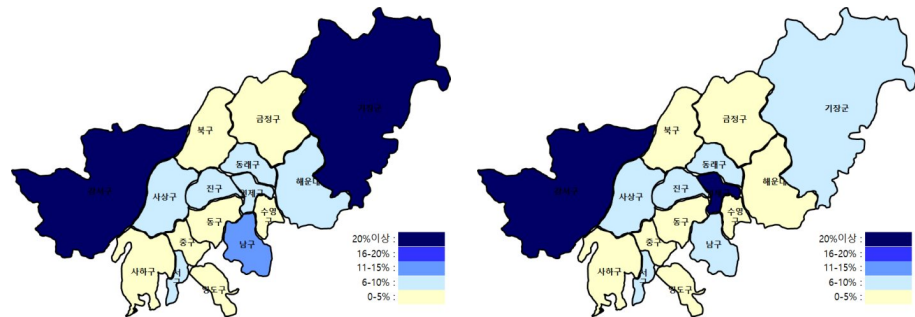 기장군
금정구
북구
동래구
해운대
사상구
진구
연제구
수영구
동구
남구
중구
사하구
서구
영도구
20%이상 :
16-20% :
11-15% :
6-10% :
0-5% :
기장군
금정구
북구
동래구
해운대
사상구
진구
수영구
동구
남구
중구
사하구
서구
영도구
20%이상 :
16-20% :
11-15% :
6-10% :
0-5% :